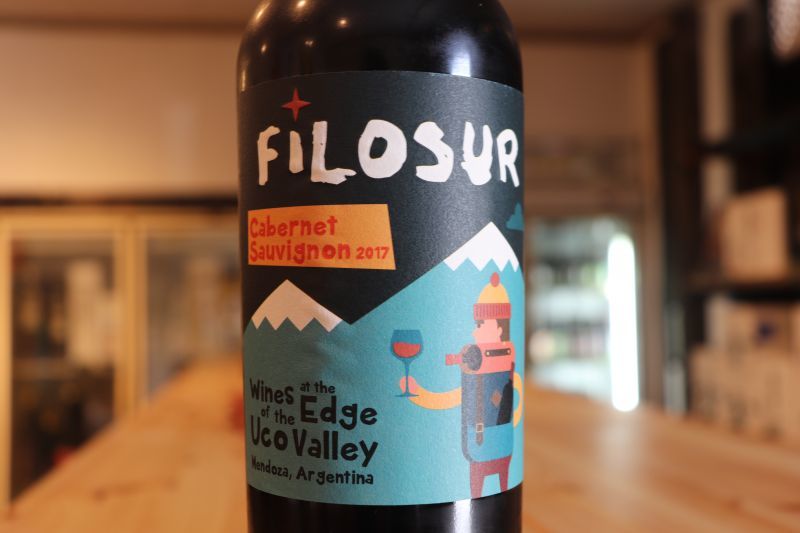 FiLOSUR
Cabernet
Sauvignon 2017
Wines at the
of the Edge
Uco Valley
Mendoza, Argentina